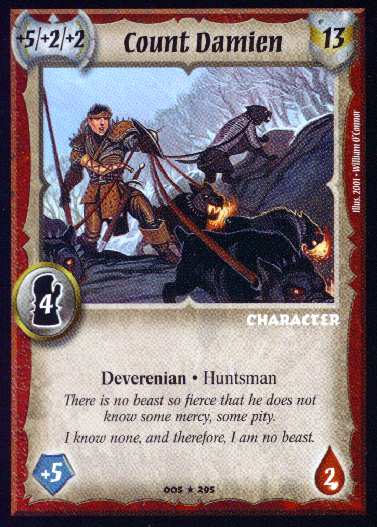 +5/+2/+2
Count Damien
13
Illus. 2001 • William O'Connor
4
CHARACTER
Deverenian • Huntsman
There is no beast so fierce that he does not
know some mercy, some pity.
I know none, and therefore, I am no beast.
+5
005 ★ 295
2